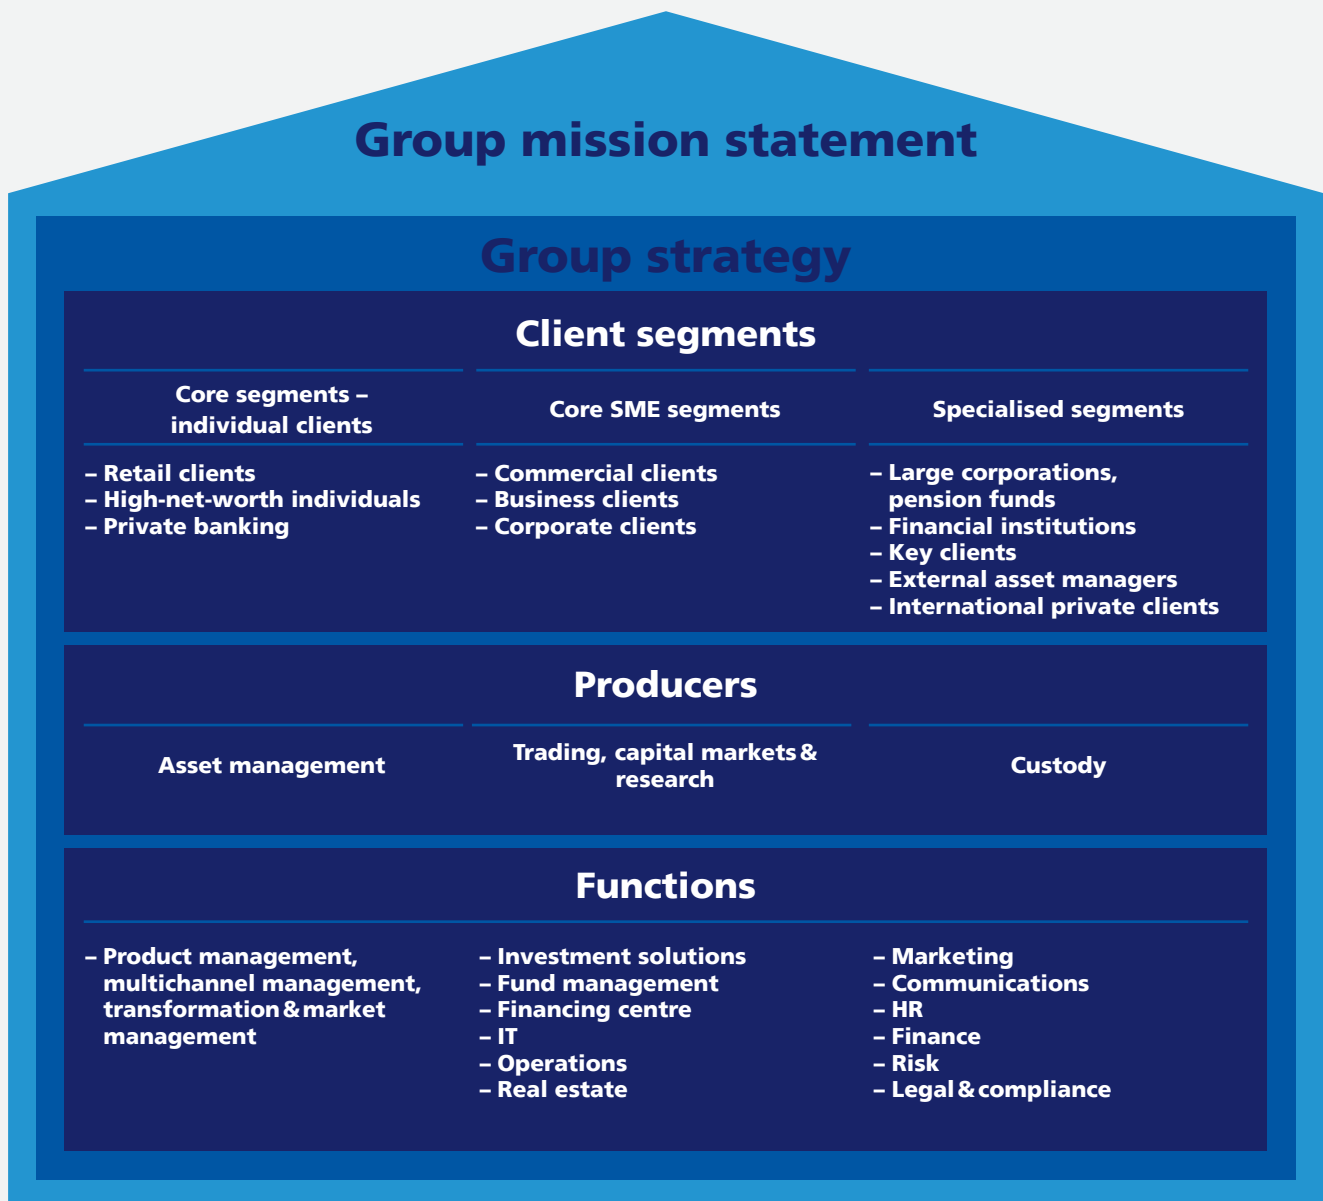 Group mission statement
Group strategy
Client segments
Core segments –
individual clients
– Retail clients
– High-net-worth individuals
– Private banking
Core SME segments
– Commercial clients
– Business clients
– Corporate clients
Specialised segments
– Large corporations,
pension funds
– Financial institutions
– Key clients
– External asset managers
– International private clients
Producers
Asset management
Trading, capital markets &
research
Custody
Functions
– Product management,
multichannel management,
transformation & market
management
– Investment solutions
– Fund management
– Financing centre
– IT
– Operations
– Real estate
– Marketing
– Communications
– HR
– Finance
– Risk
– Legal & compliance